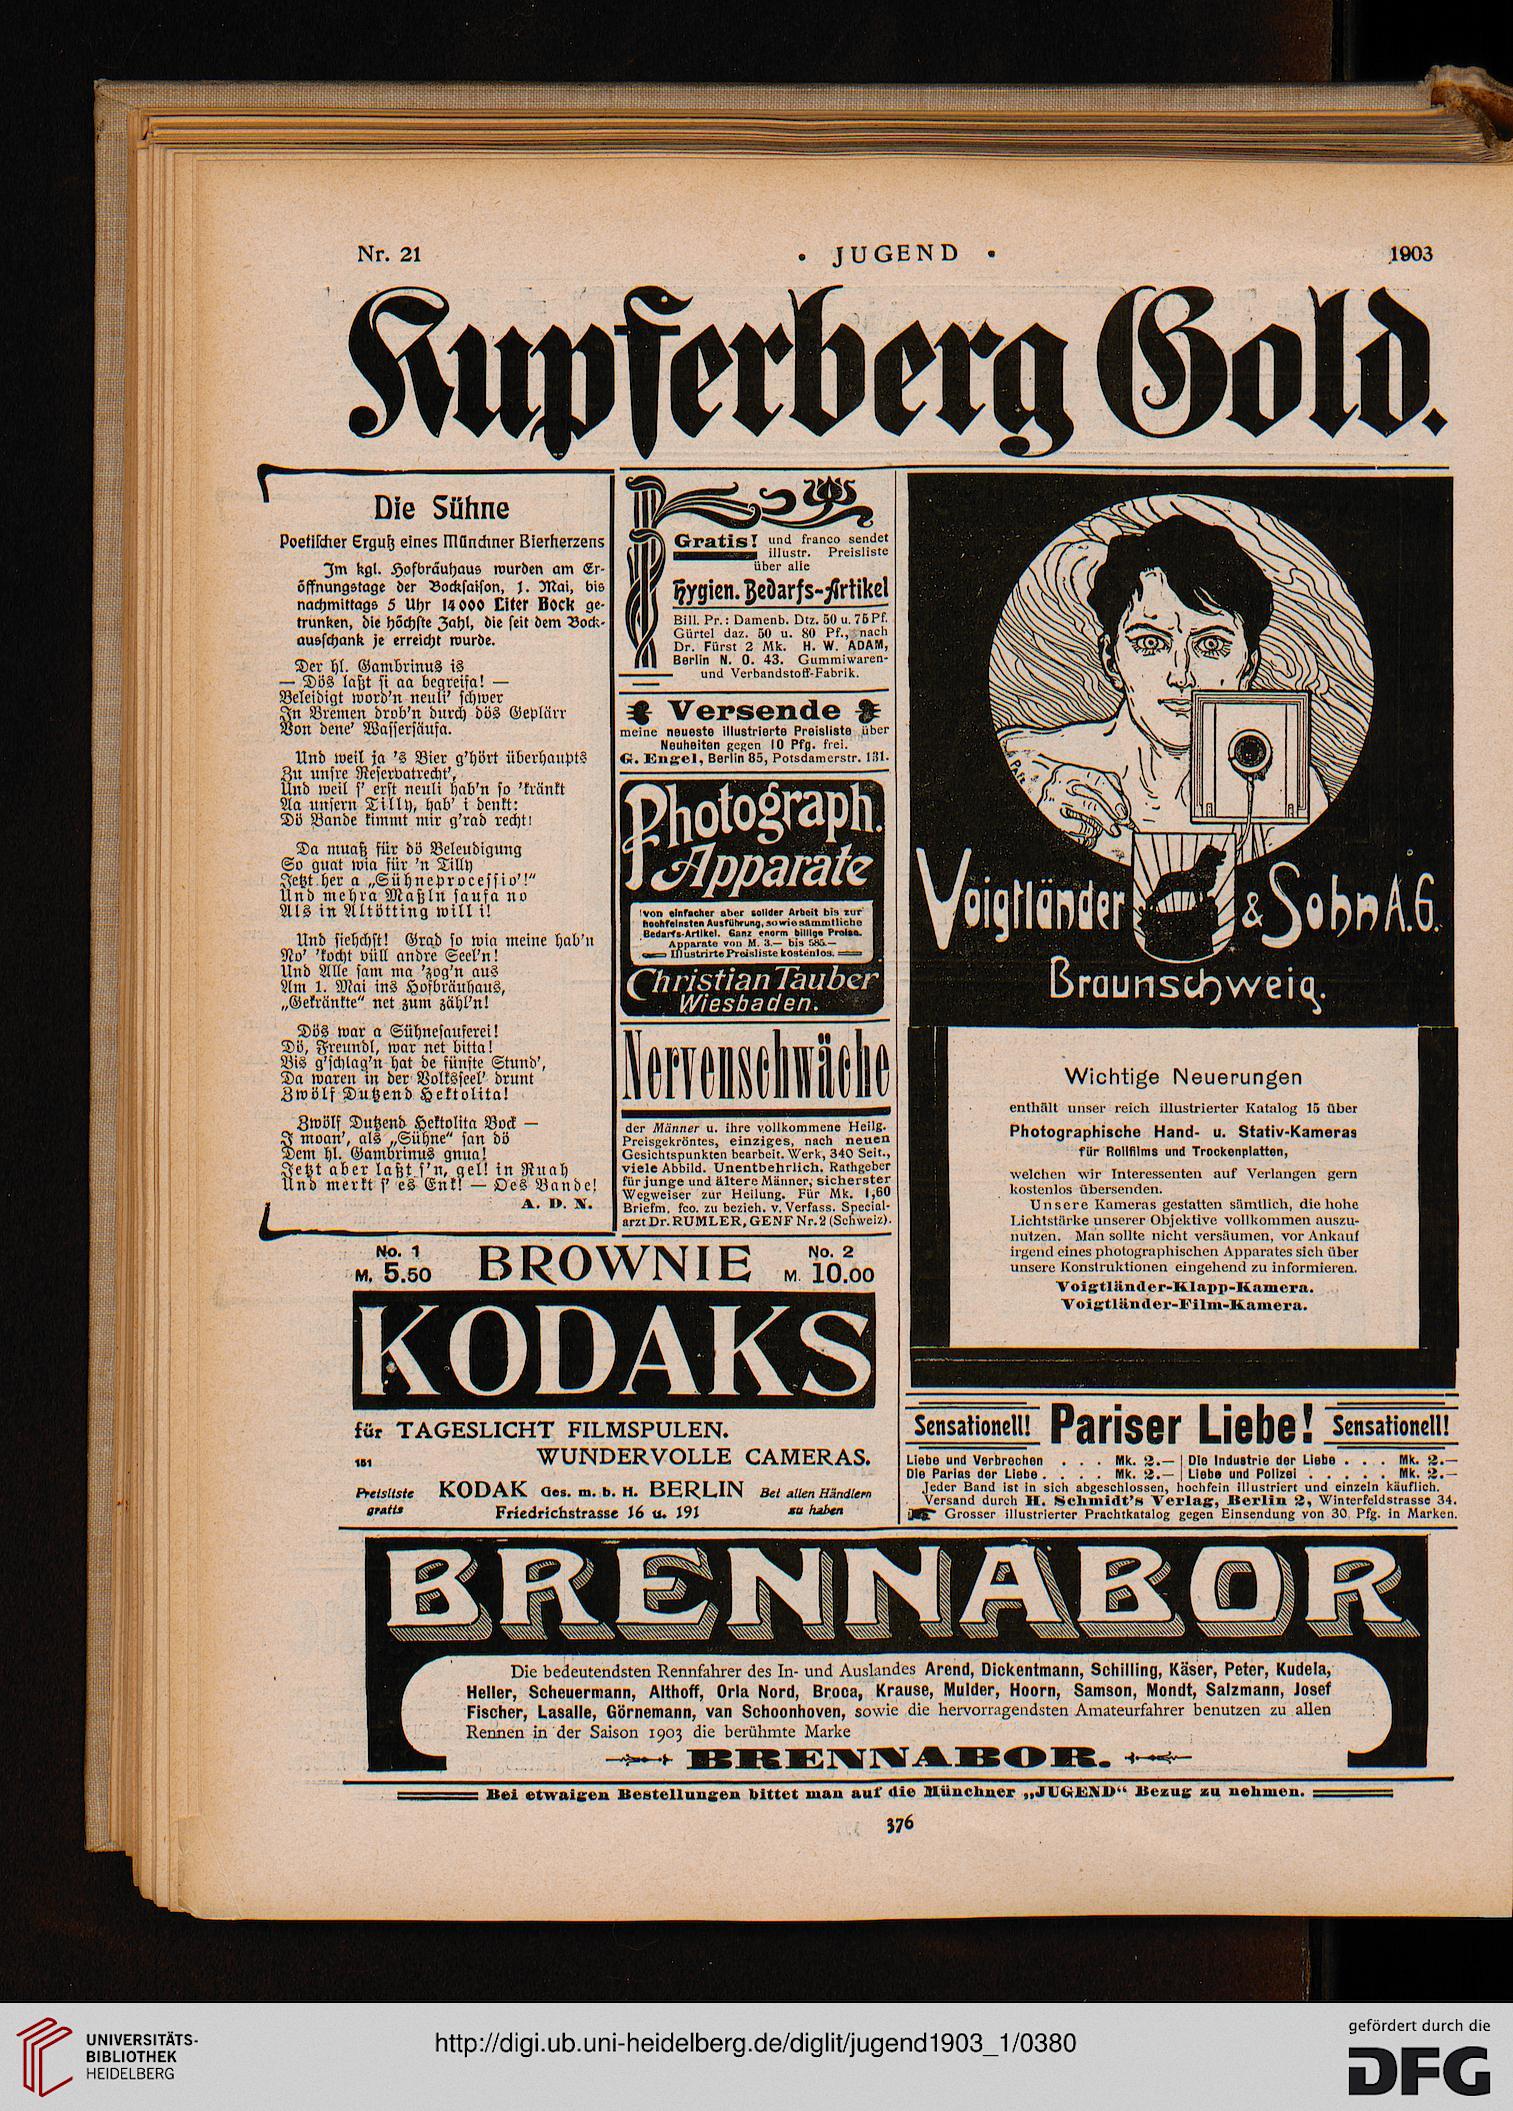 Nr. 21
• JUGEND •
1903
Kupferberg Gold.
Die Sühne
Poetischer Erguß eines Münchner Bierherzens
Im kgl. Hofbräuhaus wurden am Er-
öffnungstage der Bocksaison, 1. Mai, bis
nachmittags 5 Uhr 14000 Liter Bock ge-
trunken, die höchste Zahl, die seit dem Bock-
ausschank je erreicht wurde.
Der hl. Gambrinus is
— Dös laßt si aa begreifa! —
Beleidigt word'n neuli' schwer
In Bremen drob'n durch dös Geplärr
Von dene' Wassersäufa.
Und weil ja 's Bier g'hört überhaupts
Zu unsre Reservatrecht',
Und weil s' erst neuli hab'n so 'kränkt
Aa unsern Tilly, hab' i denkt:
Dö Bande kimmt mir g'rad recht!
Da muaß für dö Beleudigung
So guat wia für 'n Tilly
Jetzt her a „Sühneprocessio'!“
Und mehra Maßln saufa no
Als in Altötting will i!
Und siehchst! Grad so wia meine hab'n
No' 'kocht vüll andre Seel'n!
Und Alle sam ma 'zog'n aus
Am 1. Mai ins Hofbräuhaus,
„Gekränkte“ net zum zähl'n!
Dös war a Sühnesauferei!
Dö, Freundl, war net bitta!
Bis g'schlag'n hat de fünfte Stund',
Da waren in der Volksseel' drunt
Zwölf Dutzend Hektolita!
Zwölf Dutzend Hektolita Bock —
I moan', als „Sühne“ san dö
Dem hl. Gambrinus gnua!
Jetzt aber laßt s'n, gel! in Ruah
Und merkt s' es Enk! — Oes Bande!
A. D. N.
Gratis! und franco sendet
illustr. Preisliste
über alle
Hygien. Bedarfs-Artikel
Bill. Pr.: Damenb. Dtz. 50 u. 75 Pf.
Gürtel daz. 50 u. 80 Pf., nach
Dr. Fürst 2 Mk. H. W. ADAM,
Berlin N. O. 43. Gummiwaren-
und Verbandstoff-Fabrik.
Versende
meine neueste illustrierte Preisliste über
Neuheiten gegen 10 Pfg. frei.
G. Engel, Berlin 85, Potsdamerstr. 131.
Photograph.
Apparate
von einfacher aber solider Arbeit bis zur
hochfeinsten Ausführung, sowie sämmtliche
Bedarfs-Artikel. Ganz enorm billige Preise.
Apparate von M. 3.— bis 585.—
Illustrirte Preisliste kostenlos.
Christian Tauber
Wiesbaden.
Nervenschwäche
der Männer u. ihre vollkommene Heilg.
Preisgekröntes, einziges, nach neuen
Gesichtspunkten bearbeit. Werk, 340 Seit.,
viele Abbild. Unentbehrlich. Rathgeber
für junge und ältere Männer, sicherster
Wegweiser zur Heilung. Für Mk. 1,60
Briefm. fco. zu bezieh. v. Verfass. Special-
arzt Dr. RUMLER, GENF Nr. 2 (Schweiz).
Voigtländer & Sohn A.G.
Braunschweig.
Wichtige Neuerungen
enthält unser reich illustrierter Katalog 15 über
Photographische Hand- u. Stativ-Kameras
für Rollfilms und Trockenplatten,
welchen wir Interessenten auf Verlangen gern
kostenlos übersenden.
Unsere Kameras gestatten sämtlich, die hohe
Lichtstärke unserer Objektive vollkommen auszu-
nutzen. Man sollte nicht versäumen, vor Ankauf
irgend eines photographischen Apparates sich über
unsere Konstruktionen eingehend zu informieren.
Voigtländer-Klapp-Kamera.
Voigtländer-Film-Kamera.
No. 1
M. 5.50
BROWNIE
No. 2
M. 10.00
KODAKS
für TAGESLICHT FILMSPULEN.
151
WUNDERVOLLE CAMERAS.
Preisliste gratis
KODAK Ges. m. b. H. BERLIN
Friedrichstrasse 16 u. 191
Bei allen Händlern
zu haben
Sensationell! Pariser Liebe! Sensationell!
Liebe und Verbrechen . . . Mk. 2.— | Die Industrie der Liebe . . . Mk. 2.—
Die Parias der Liebe . . . . Mk. 2.— | Liebe und Polizei . . . . . Mk. 2.—
Jeder Band ist in sich abgeschlossen, hochfein illustriert und einzeln käuflich.
Versand durch H. Schmidt's Verlag, Berlin 2, Winterfeldstrasse 34.
Grosser illustrierter Prachtkatalog gegen Einsendung von 30 Pfg. in Marken.
BRENNABOR
Die bedeutendsten Rennfahrer des In- und Auslandes Arend, Dickentmann, Schilling, Käser, Peter, Kudela,
Heller, Scheuermann, Althoff, Orla Nord, Broca, Krause, Mulder, Hoorn, Samson, Mondt, Salzmann, Josef
Fischer, Lasalle, Görnemann, van Schoonhoven, sowie die hervorragendsten Amateurfahrer benutzen zu allen
Rennen in der Saison 1903 die berühmte Marke
BRENNABOR.
Bei etwaigen Bestellungen bittet man auf die Münchner „JUGEND“ Bezug zu nehmen.
376
UNIVERSITÄTS-
BIBLIOTHEK
HEIDELBERG
http://digi.ub.uni-heidelberg.de/diglit/jugend1903_1/0380
gefördert durch die
DFG